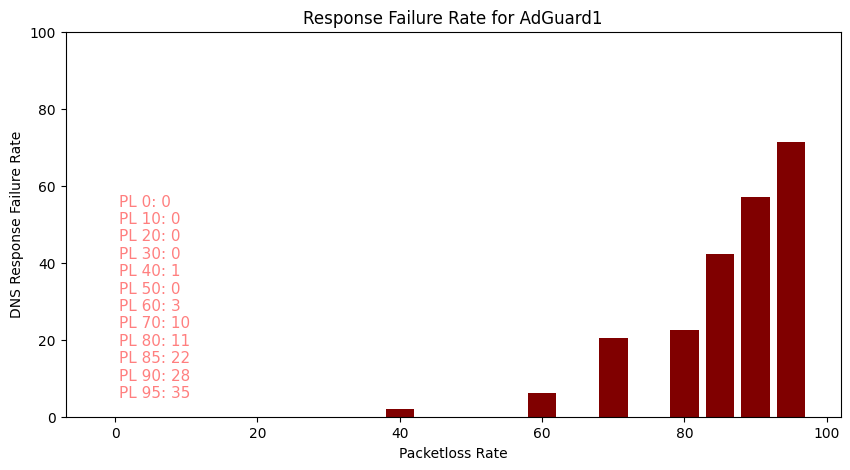 Response Failure Rate for AdGuard1
100
80
60
40
20
0
DNS Response Failure Rate
PL 0: 0
PL 10: 0
PL 20: 0
PL 30: 0
PL 40: 1
PL 50: 0
PL 60: 3
PL 70: 10
PL 80: 11
PL 85: 22
PL 90: 28
PL 95: 35
0 20 40 60 80 100
Packetloss Rate